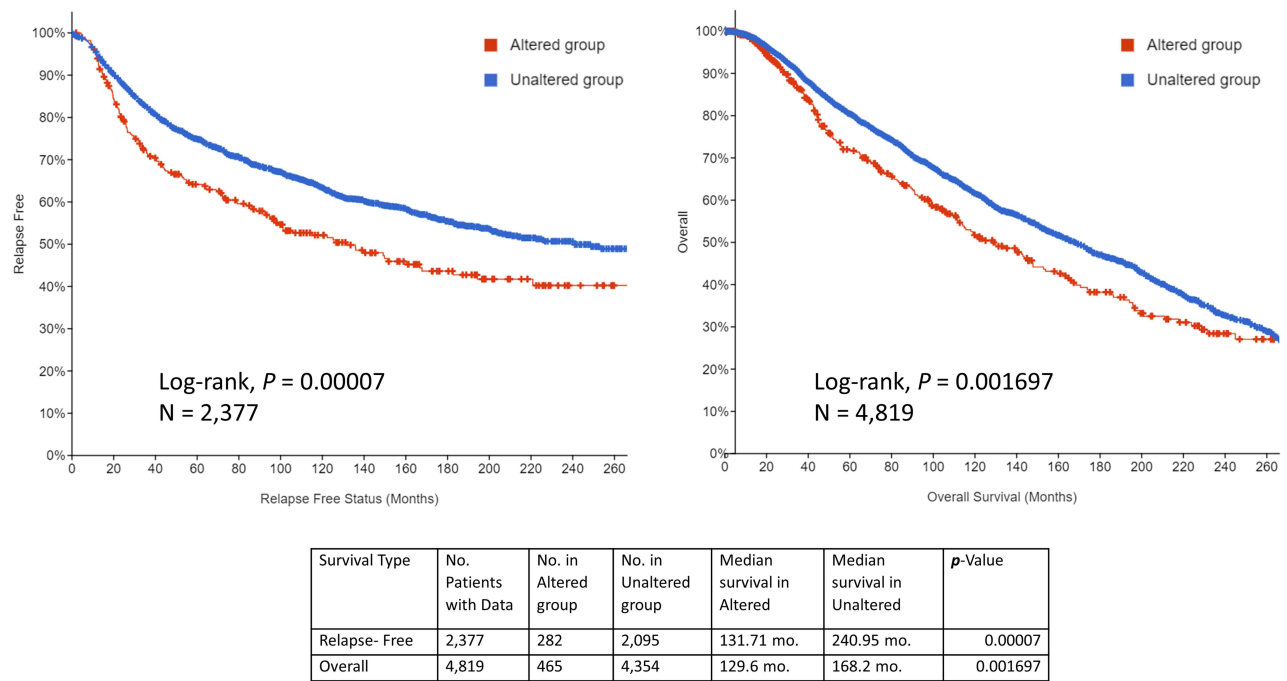 100%
90%
80%
70%
60%
50%
40%
30%
20%
10%
0%
Relapse Free
Altered group
Unaltered group
Log-rank, P = 0.00007
N = 2,377
0 20 40 60 80 100 120 140 160 180 200 220 240 260
Relapse Free Status (Months)
100%
90%
80%
70%
60%
50%
40%
30%
20%
10%
0%
Overall
Altered group
Unaltered group
Log-rank, P = 0.001697
N = 4,819
0 20 40 60 80 100 120 140 160 180 200 220 240 260
Overall Survival (Months)
Survival Type No. Patients with Data No. in Altered group No. in Unaltered group Median survival in Altered Median survival in Unaltered p-Value
Relapse- Free 2,377 282 2,095 131.71 mo. 240.95 mo. 0.00007
Overall 4,819 465 4,354 129.6 mo. 168.2 mo. 0.001697